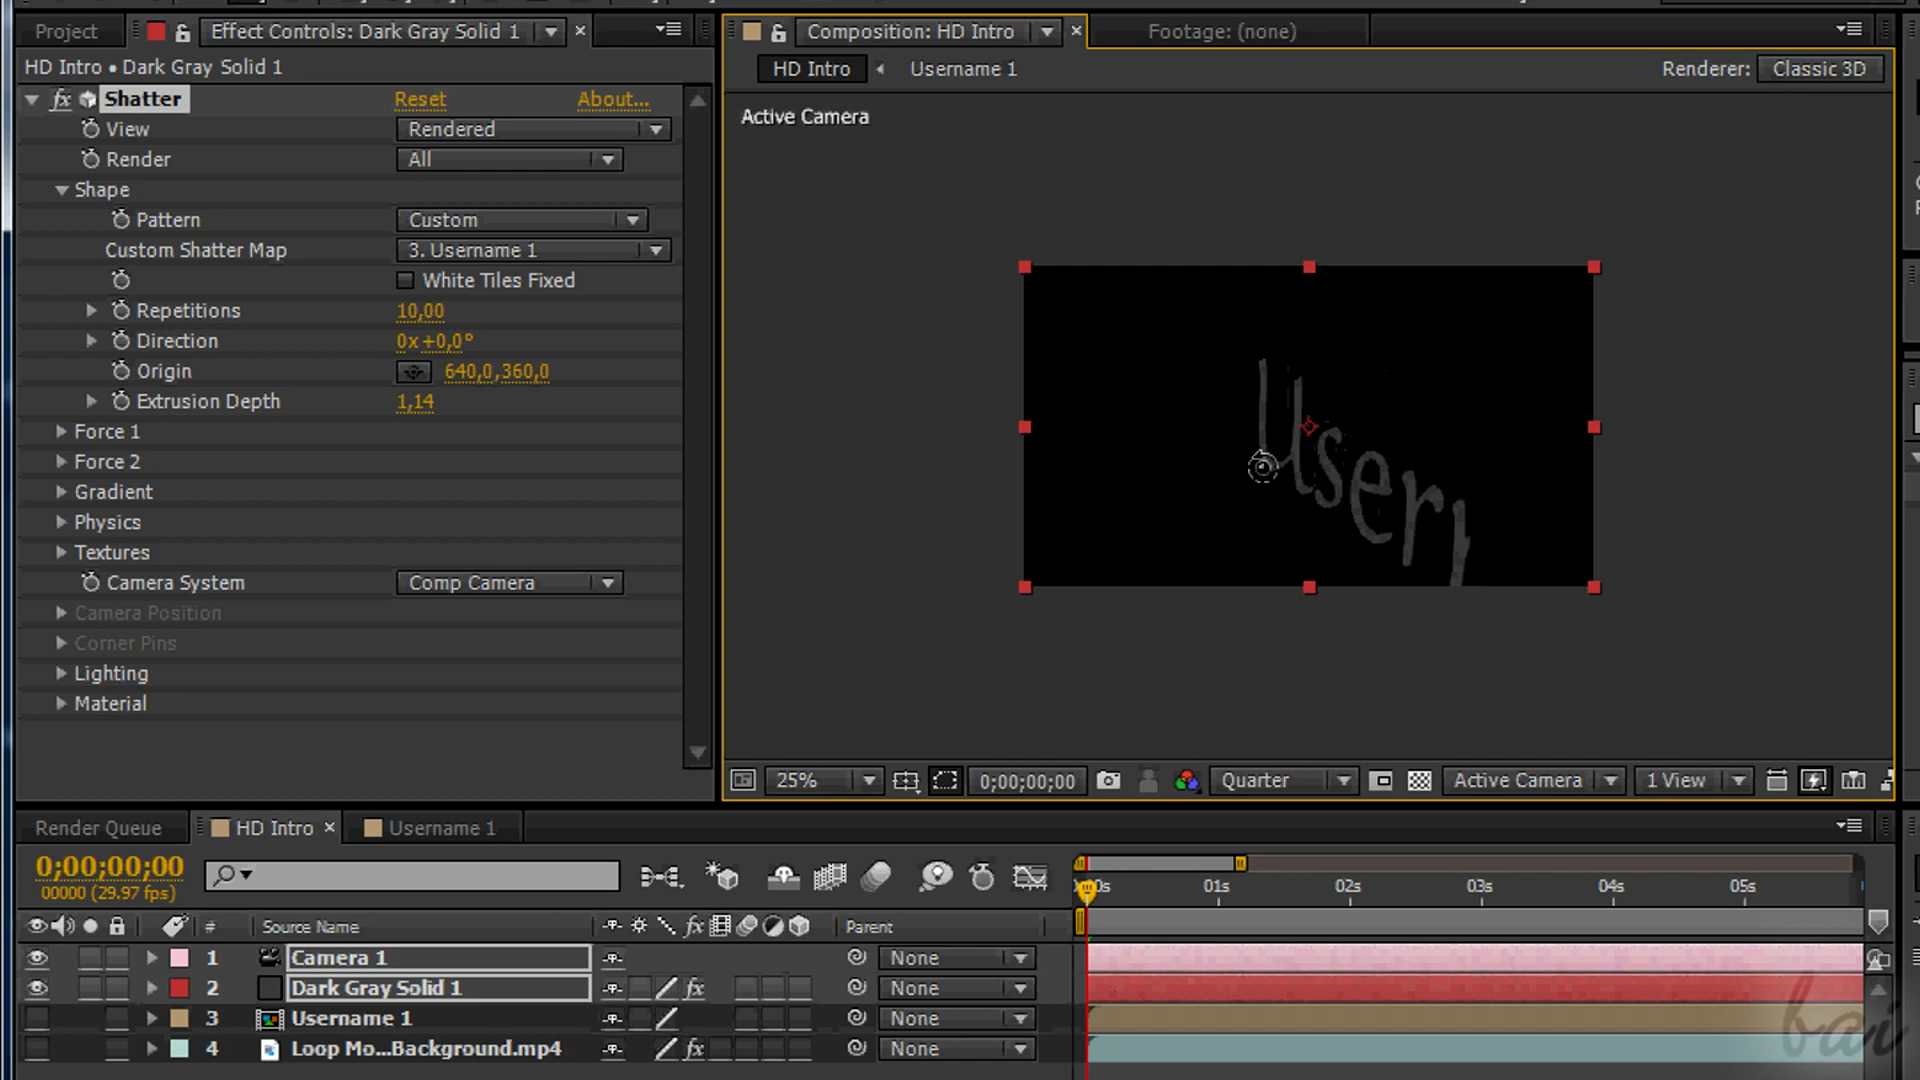 Project Effect Controls: Dark Gray Solid 1 × Composition: HD Intro × Footage: (none)
HD Intro • Dark Gray Solid 1 HD Intro Username 1 Renderer: Classic 3D
fx Shatter Reset About...
Active Camera
View Rendered
Render All
Shape
Pattern Custom
Custom Shatter Map 3. Username 1
White Tiles Fixed
Repetitions 10,00
Direction 0x+0,0°
Origin 640,0,360,0
Extrusion Depth 1,14
Force 1
Force 2
Gradient
Physics
Textures
Camera System Comp Camera
Camera Position
Corner Pins
Lighting
Material
User
25% 0;00;00;00 Quarter Active Camera 1 View
Render Queue HD Intro × Username 1
0;00;00;00
00000 (29.97 fps)
01s 02s 03s 04s 05s
# Source Name fx Parent
1 Camera 1 None
2 Dark Gray Solid 1 fx None
3 Username 1 None
4 Loop Mo...Background.mp4 fx None
bai